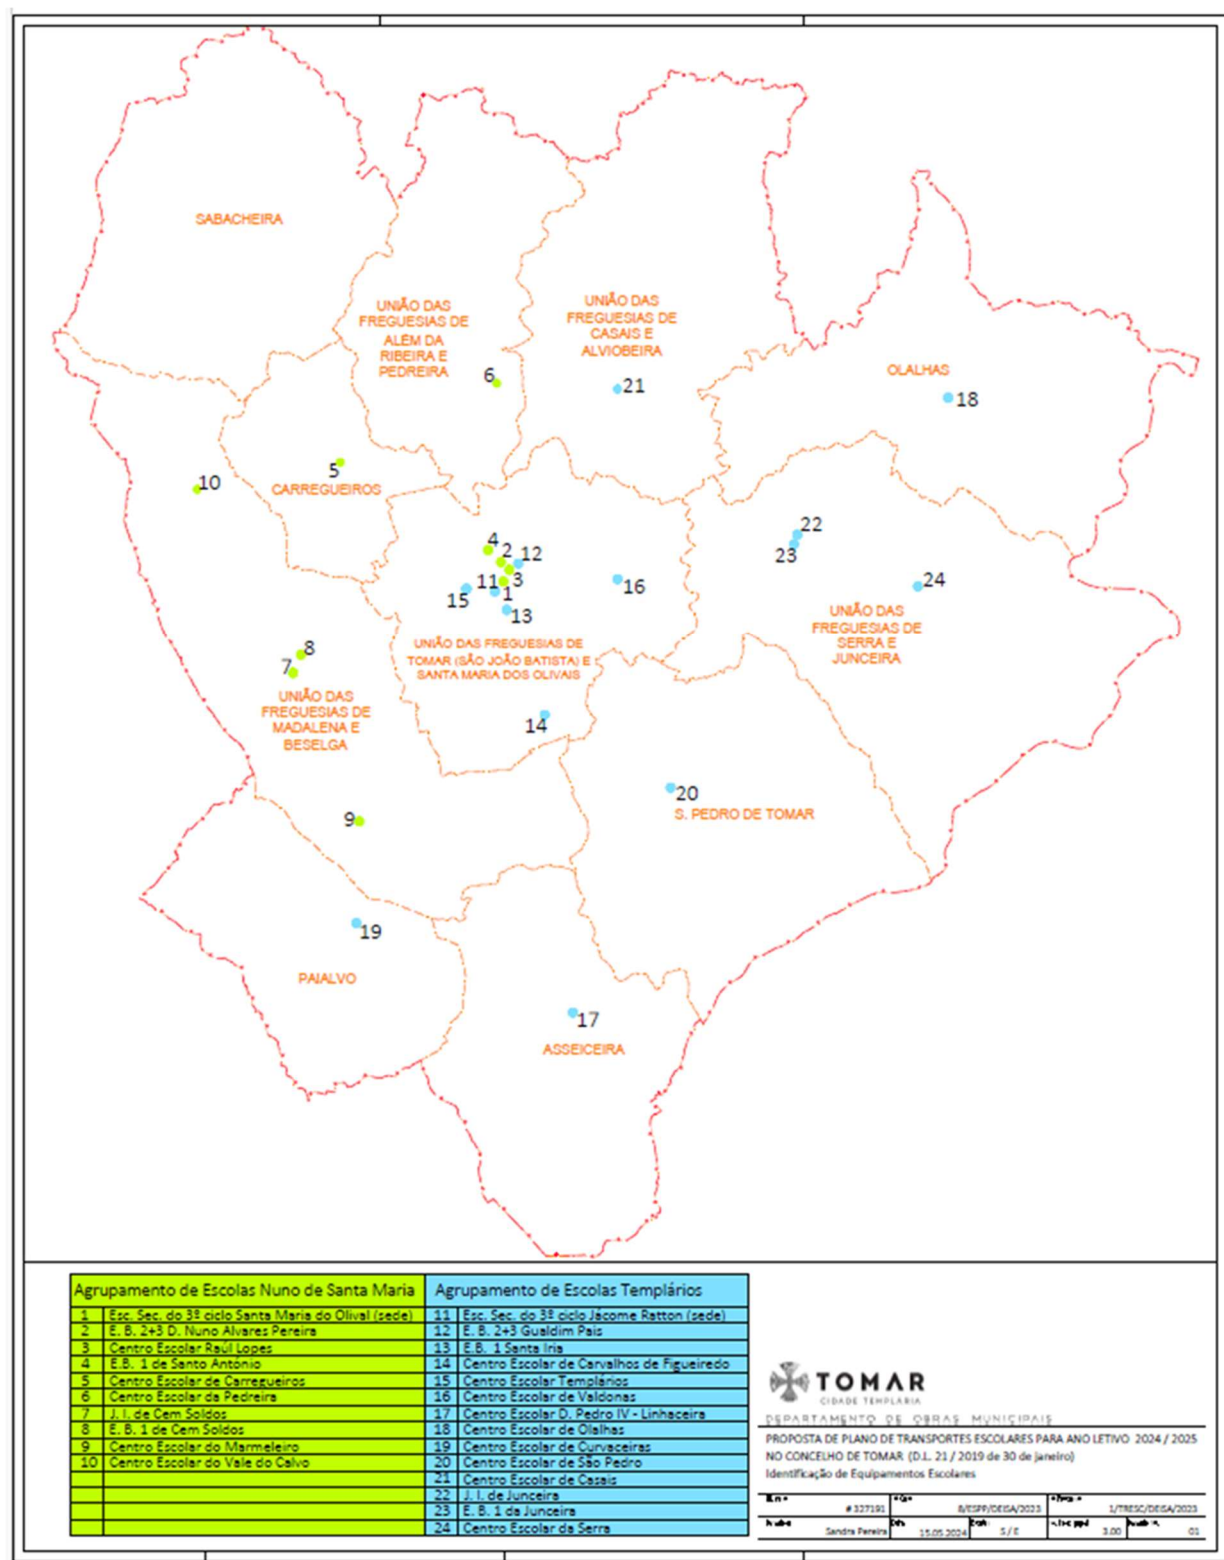 SABACHEIRA
UNIÃO DAS
FREGUESIAS DE
ALÉM DA
RIBEIRA E
PEDREIRA
6
UNIÃO DAS
FREGUESIAS DE
CASAIS E
ALVIOBEIRA
21
OLALHAS
18
5
CARREGUEIROS
10
4
2
12
11
3
15
1
13
16
22
23
24
UNIÃO DAS
FREGUESIAS DE
SERRA E
JUNCEIRA
UNIÃO DAS FREGUESIAS DE
TOMAR (SÃO JOÃO BATISTA) E
SANTA MARIA DOS OLIVAIS
8
7
UNIÃO DAS
FREGUESIAS DE
MADALENA E
BESELGA
14
20
S. PEDRO DE TOMAR
9
19
PAIALVO
17
ASSEICEIRA
Agrupamento de Escolas Nuno de Santa Maria
1 Esc. Sec. do 3º ciclo Santa Maria do Olival (sede)
2 E. B. 2+3 D. Nuno Alvares Pereira
3 Centro Escolar Raúl Lopes
4 E.B. 1 de Santo António
5 Centro Escolar de Carregueiros
6 Centro Escolar da Pedreira
7 J. I. de Cem Soldos
8 E. B. 1 de Cem Soldos
9 Centro Escolar do Marmeleiro
10 Centro Escolar do Vale do Calvo
Agrupamento de Escolas Templários
11 Esc. Sec. do 3º ciclo Jácome Ratton (sede)
12 E. B. 2+3 Gualdim Pais
13 E.B. 1 Santa Iria
14 Centro Escolar de Carvalhos de Figueiredo
15 Centro Escolar Templários
16 Centro Escolar de Valdonas
17 Centro Escolar D. Pedro IV - Linhaceira
18 Centro Escolar de Olalhas
19 Centro Escolar de Curvaceiras
20 Centro Escolar de São Pedro
21 Centro Escolar de Casais
22 J. I. de Junceira
23 E. B. 1 da Junceira
24 Centro Escolar da Serra
TOMAR
CIDADE TEMPLÁRIA
DEPARTAMENTO DE OBRAS MUNICIPAIS
PROPOSTA DE PLANO DE TRANSPORTES ESCOLARES PARA ANO LETIVO 2024 / 2025
NO CONCELHO DE TOMAR (D.L. 21 / 2019 de 30 de janeiro)
Identificação de Equipamentos Escolares
# 327191 8/ESPP/DEISA/2023 1/TRESC/DEISA/2023
Sandra Pereira 15.05.2024 S / E 3.00 01